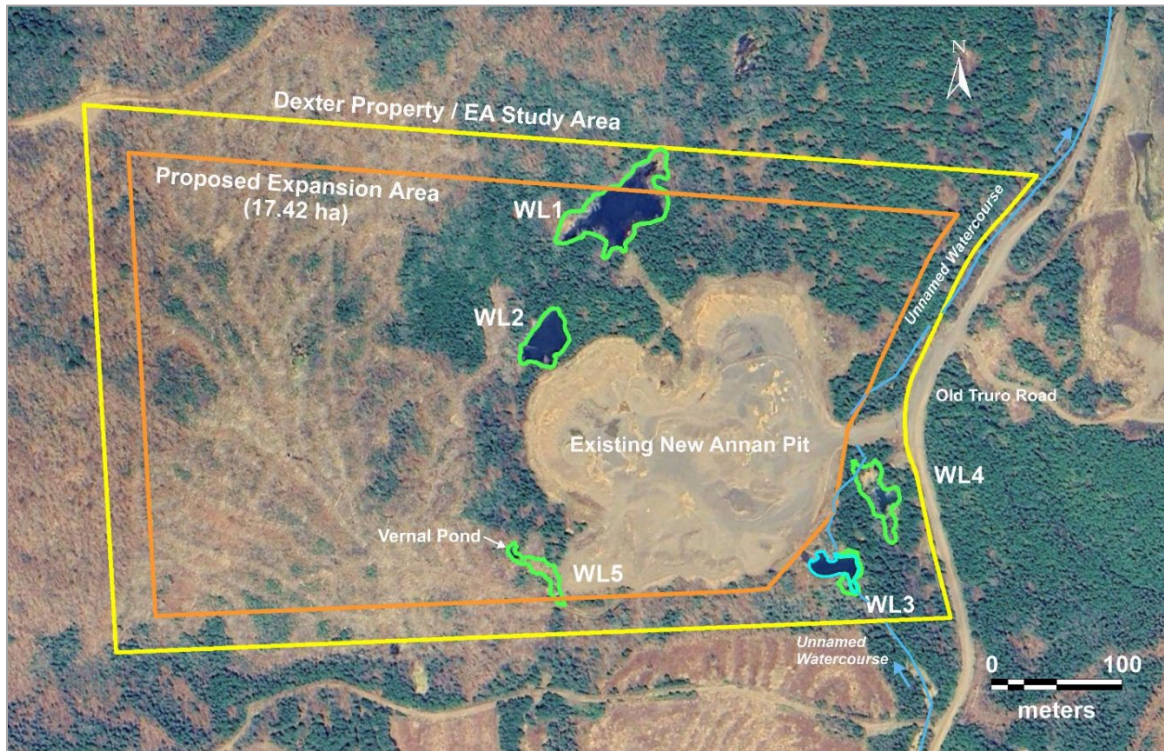 N
Dexter Property / EA Study Area
Proposed Expansion Area
(17.42 ha)
WL1
Unnamed Watercourse
WL2
Old Truro Road
Existing New Annan Pit
WL4
Vernal Pond
WL5
WL3
Unnamed
Watercourse
0 100
meters